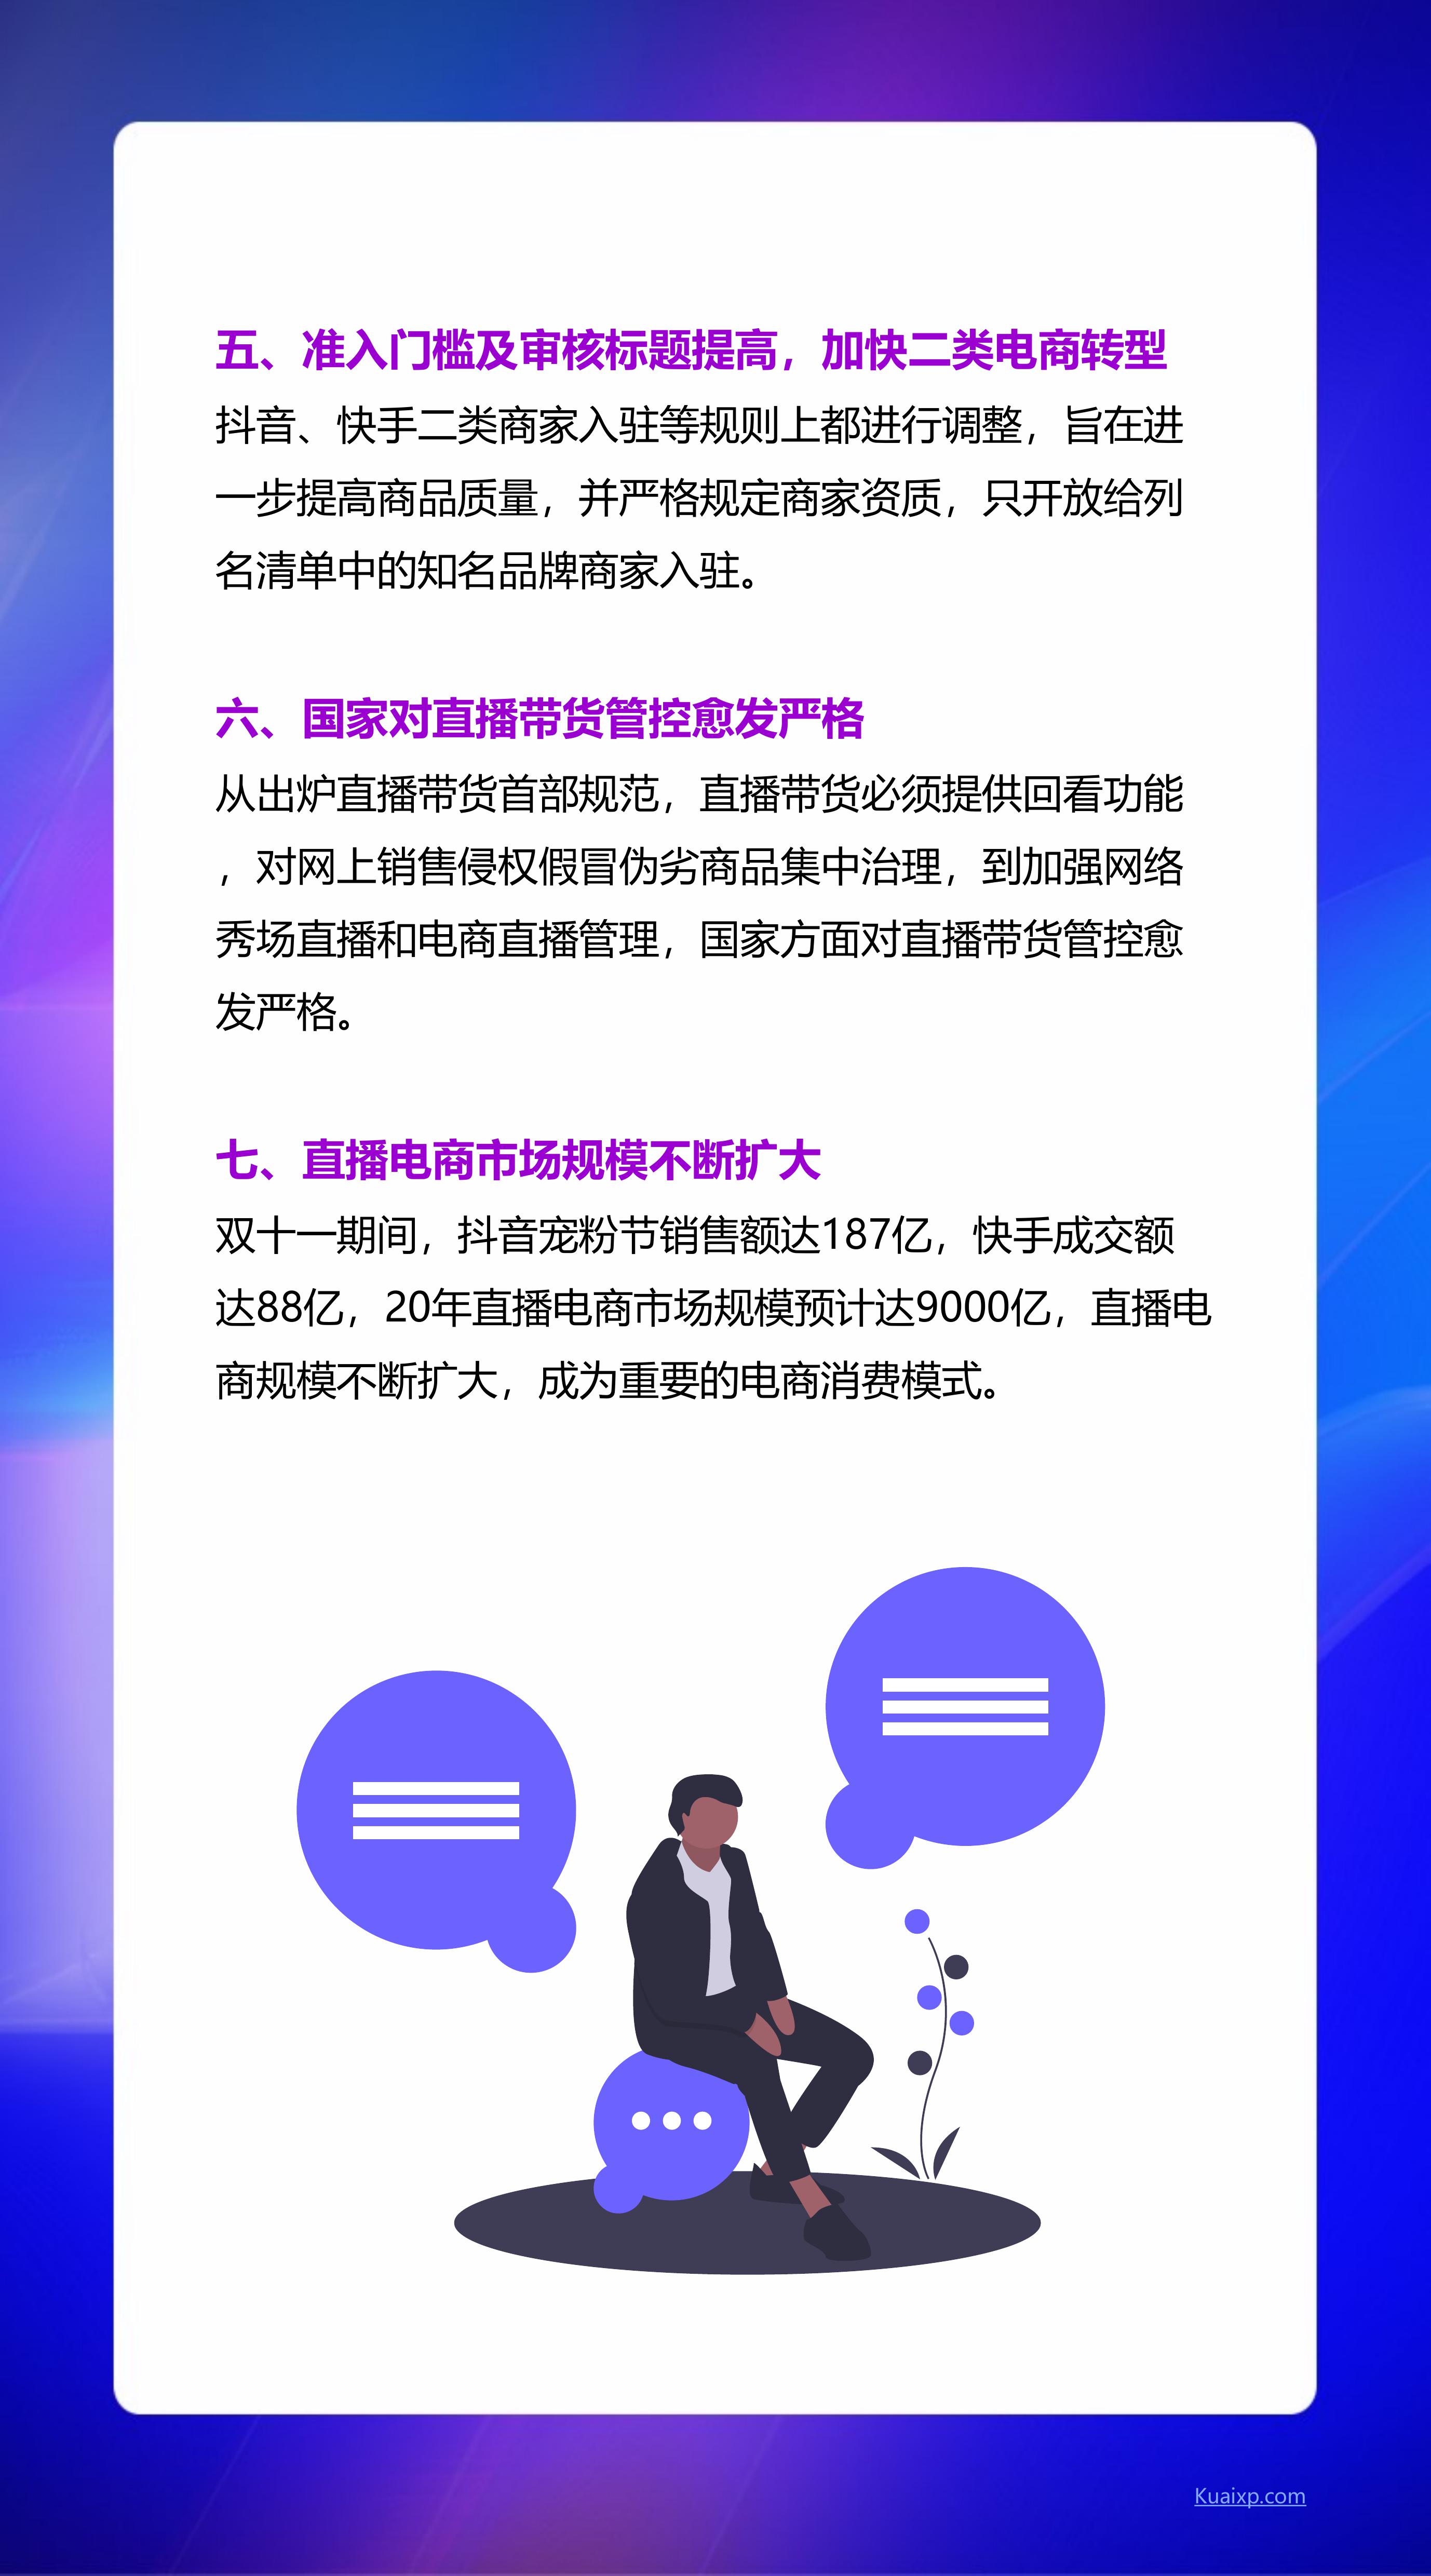 五、准入门槛及审核标题提高，加快二类电商转型
抖音、快手二类商家入驻等规则上都进行调整，旨在进
一步提高商品质量，并严格规定商家资质，只开放给列
名清单中的知名品牌商家入驻。
六、国家对直播带货管控愈发严格
从出炉直播带货首部规范，直播带货必须提供回看功能
，对网上销售侵权假冒伪劣商品集中治理，到加强网络
秀场直播和电商直播管理，国家方面对直播带货管控愈
发严格。
七、直播电商市场规模不断扩大
双十一期间，抖音宠粉节销售额达187亿，快手成交额
达88亿，20年直播电商市场规模预计达9000亿，直播电
商规模不断扩大，成为重要的电商消费模式。
Kuaixp.com